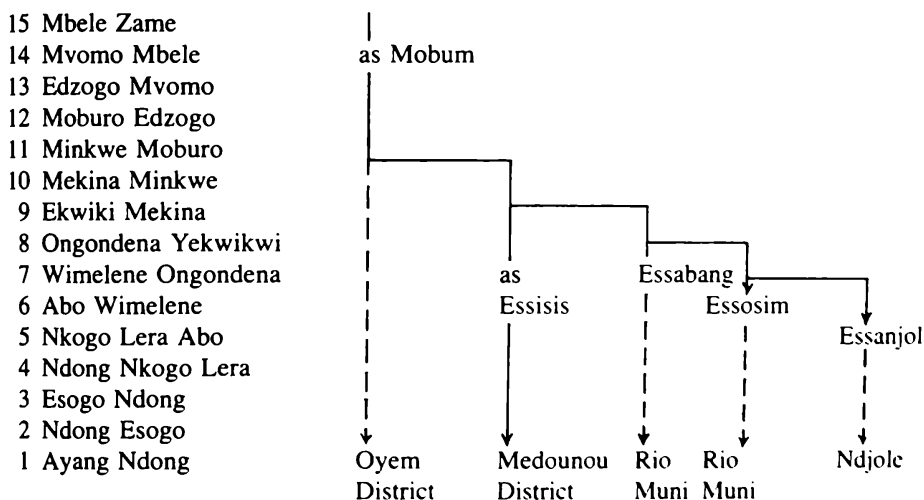 15 Mbele Zame
14 Mvomo Mbele as Mobum
13 Edzogo Mvomo
12 Moburo Edzogo
11 Minkwe Moburo
10 Mekina Minkwe
9 Ekwiki Mekina
8 Ongondena Yekwikwi
7 Wimelene Ongondena as Essabang
6 Abo Wimelene Essisis Essosim
5 Nkogo Lera Abo Essanjol
4 Ndong Nkogo Lera
3 Esogo Ndong
2 Ndong Esogo
1 Ayang Ndong Oyem Medounou Rio Rio Ndjole
District District Muni Muni